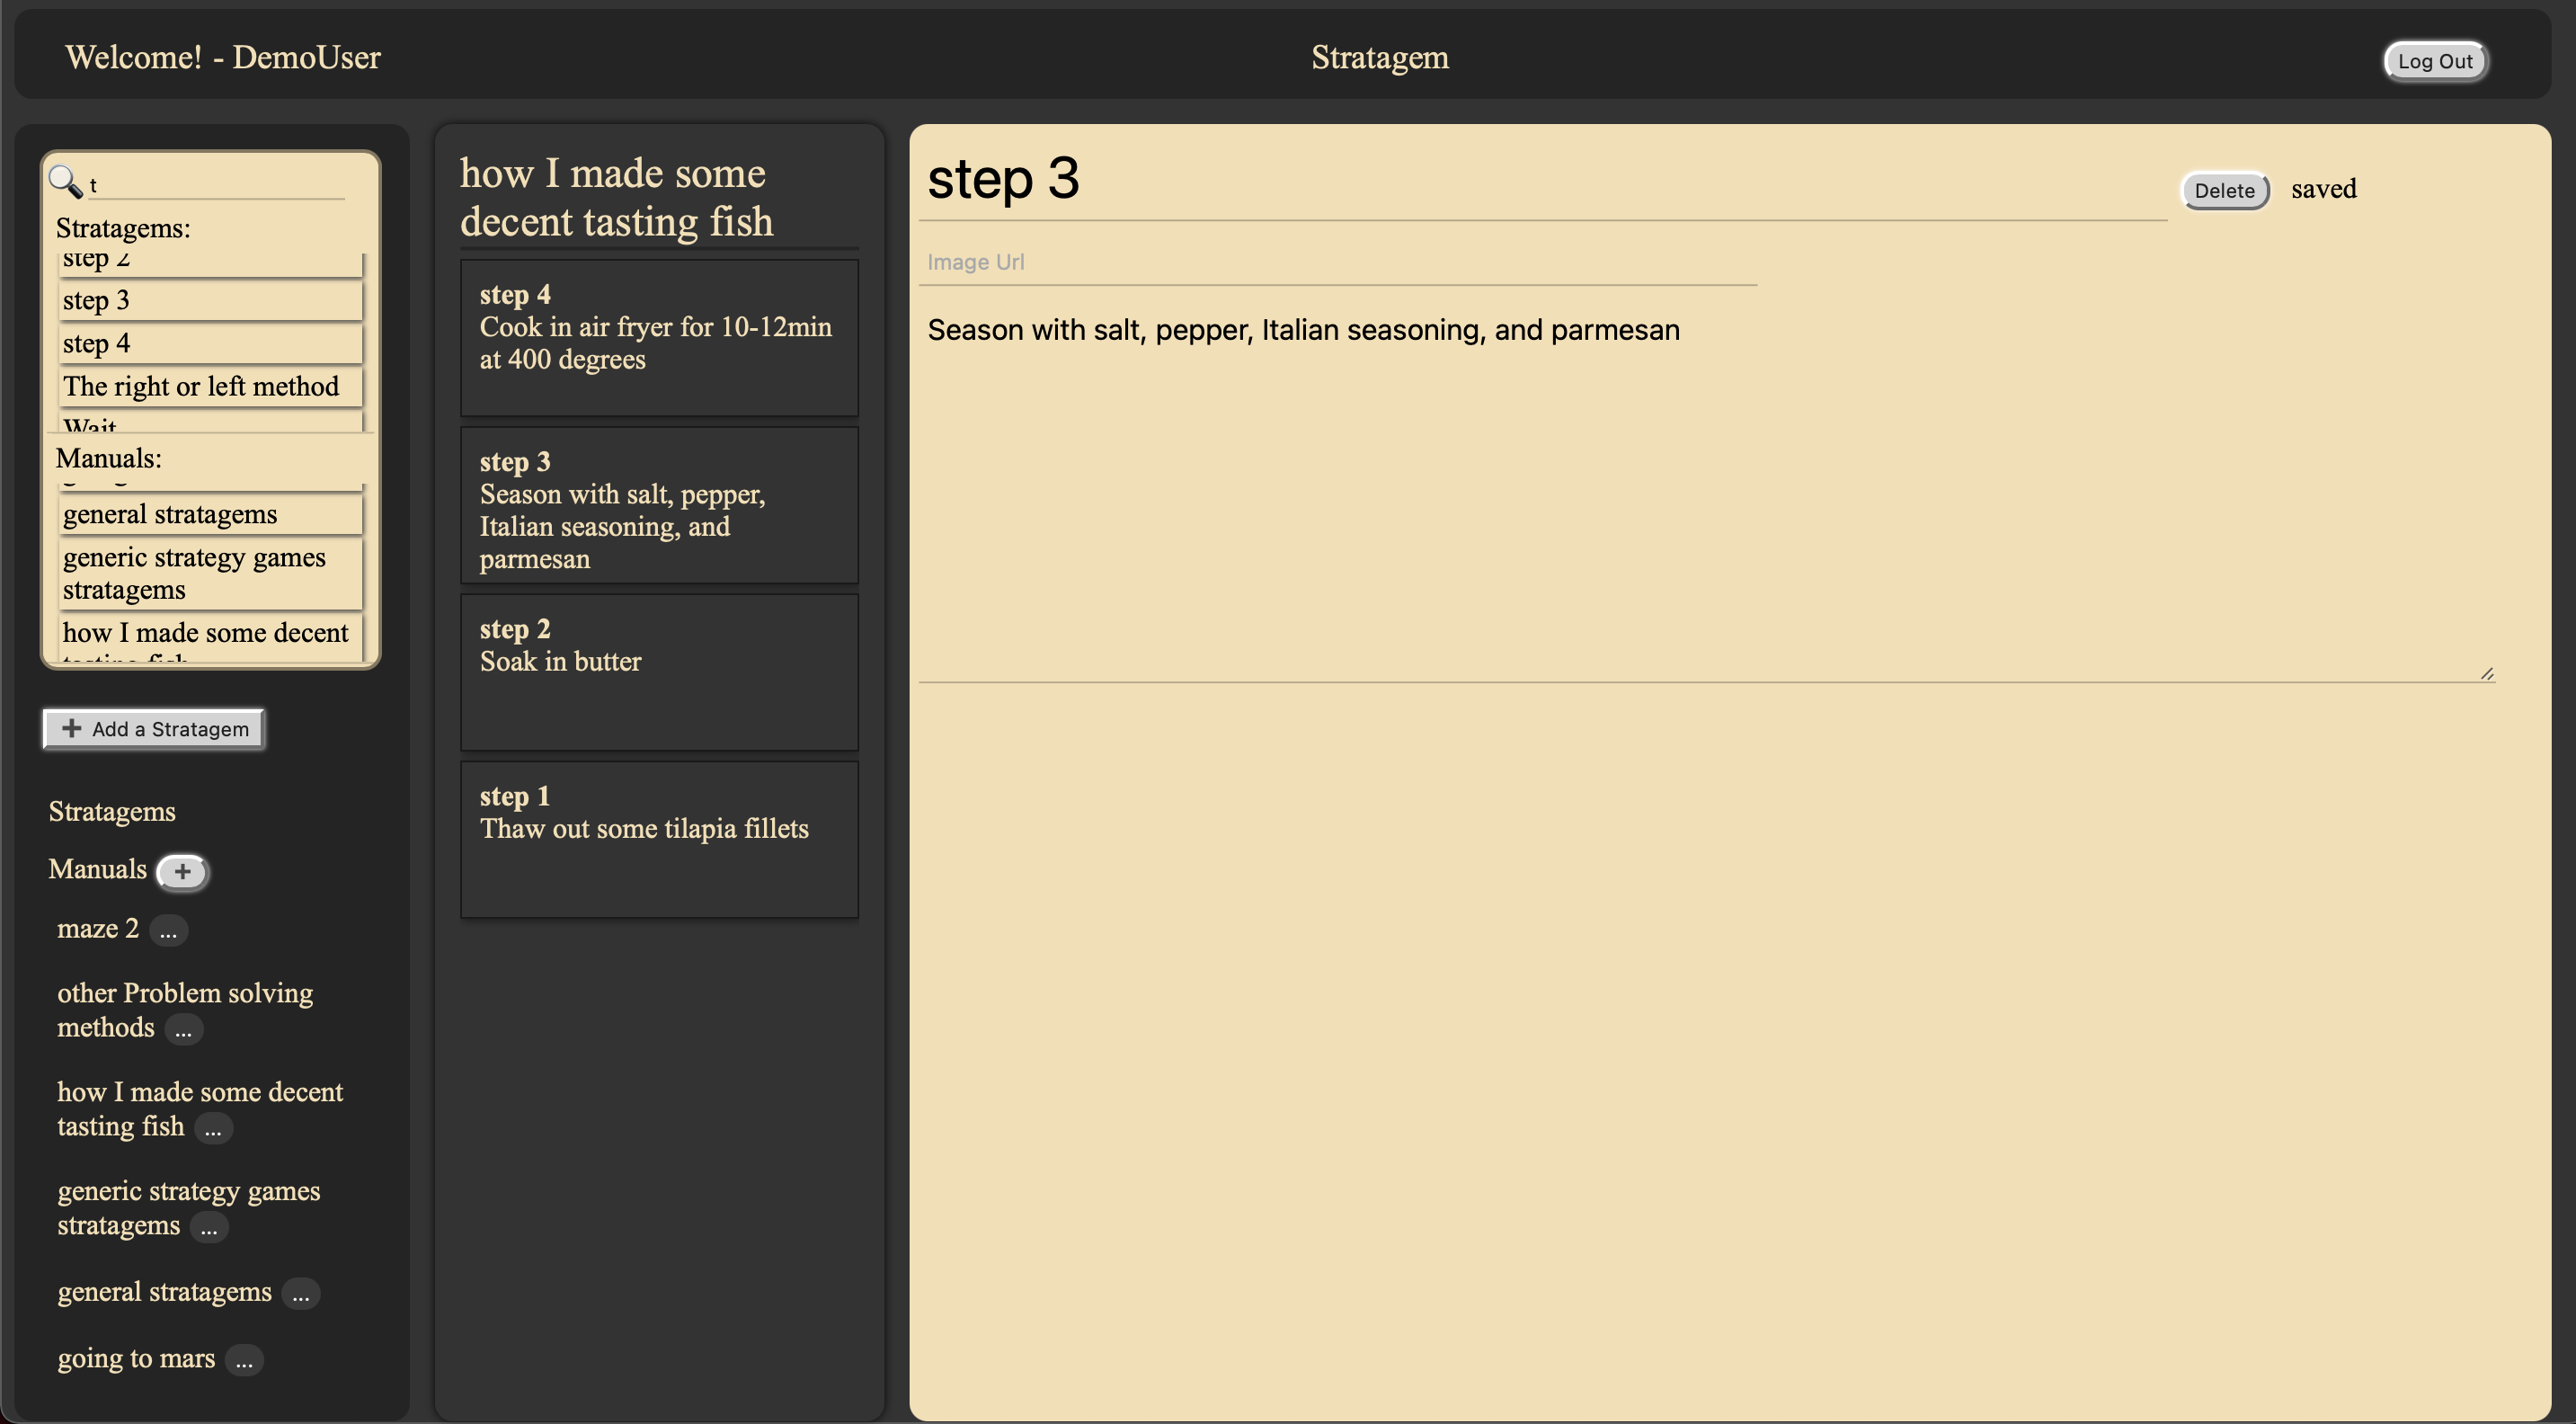 Welcome! - DemoUser
Stratagem
Log Out
t
Stratagems:
step 2
step 3
step 4
The right or left method
Wait
Manuals:
general stratagems
generic strategy games
stratagems
how I made some decent
tasting fish
+ Add a Stratagem
Stratagems
Manuals +
maze 2 ...
other Problem solving
methods ...
how I made some decent
tasting fish ...
generic strategy games
stratagems ...
general stratagems ...
going to mars ...
how I made some
decent tasting fish
step 4
Cook in air fryer for 10-12min
at 400 degrees
step 3
Season with salt, pepper,
Italian seasoning, and
parmesan
step 2
Soak in butter
step 1
Thaw out some tilapia fillets
step 3
Delete
saved
Image Url
Season with salt, pepper, Italian seasoning, and parmesan